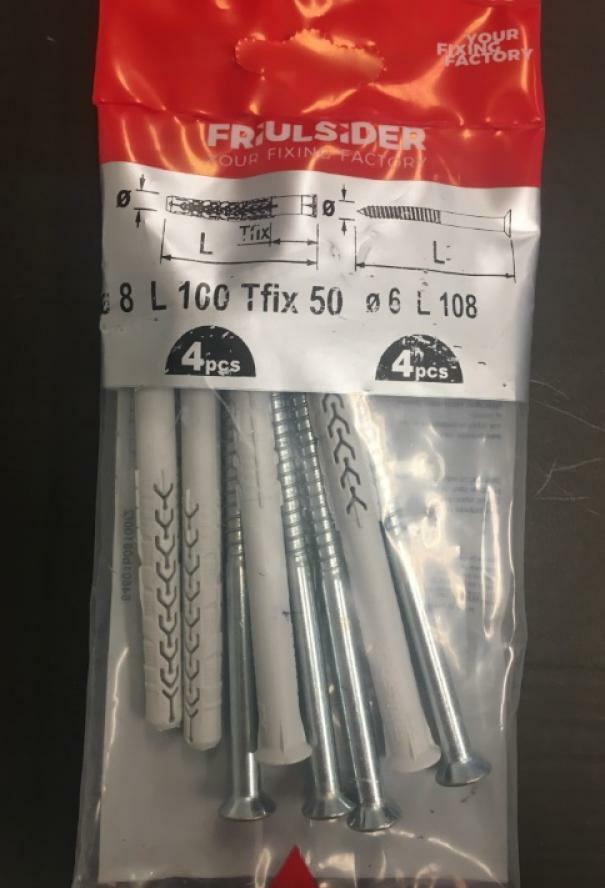 YOUR
FIXING
FACTORY
FRIULSIDER
YOUR FIXING FACTORY
Ø Ø
Tfix
L L
ø 8 L 100 Tfix 50 ø 6 L 108
4pcs 4pcs